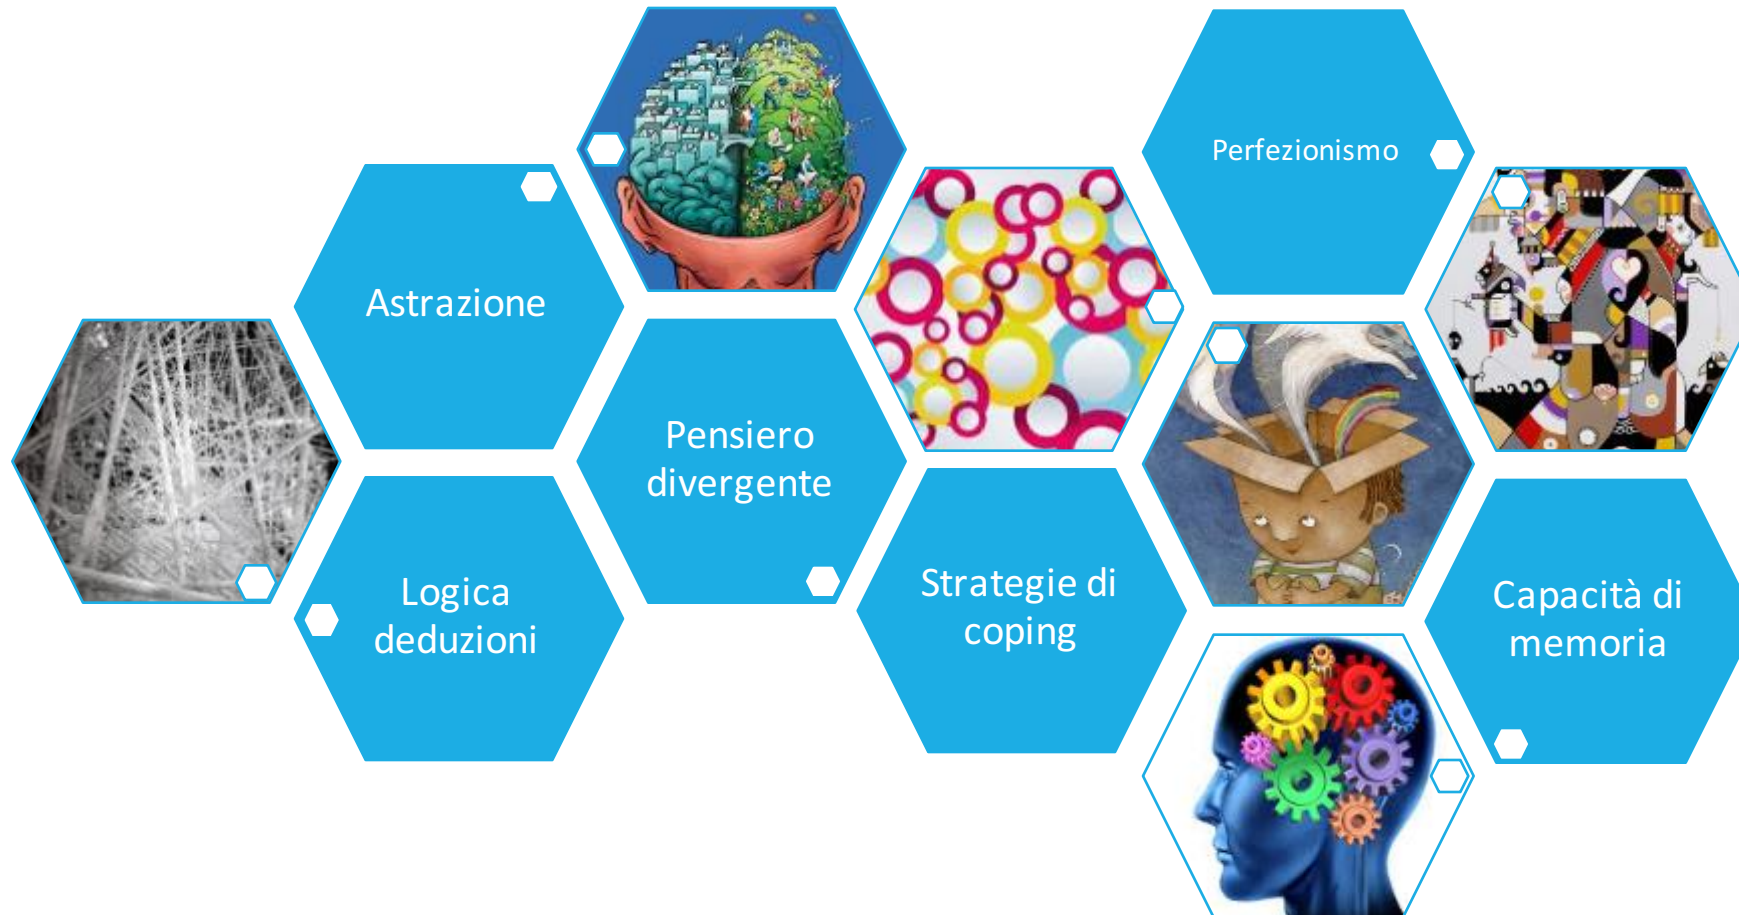 Perfezionismo
Astrazione
Pensiero
divergente
Logica
deduzioni
Strategie di
coping
Capacità di
memoria